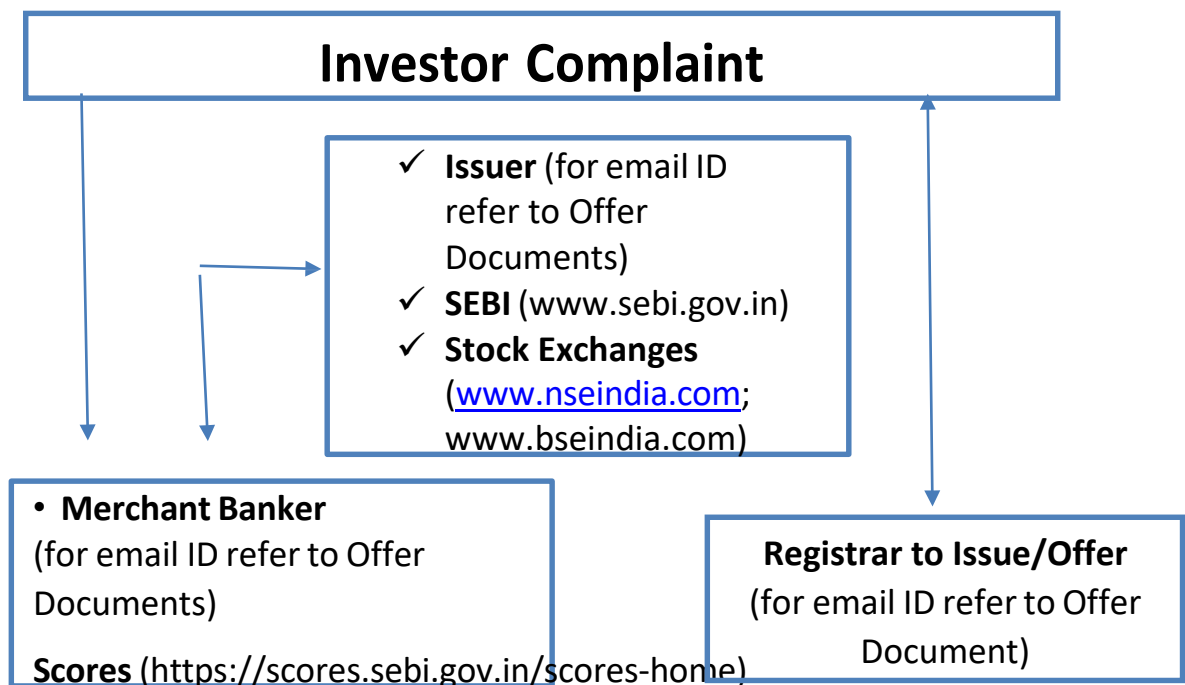 Investor Complaint
✓ Issuer (for email ID
refer to Offer
Documents)
✓ SEBI (www.sebi.gov.in)
✓ Stock Exchanges
(www.nseindia.com;
www.bseindia.com)
• Merchant Banker
(for email ID refer to Offer
Documents)
Scores (https://scores.sebi.gov.in/scores-home)
Registrar to Issue/Offer
(for email ID refer to Offer
Document)